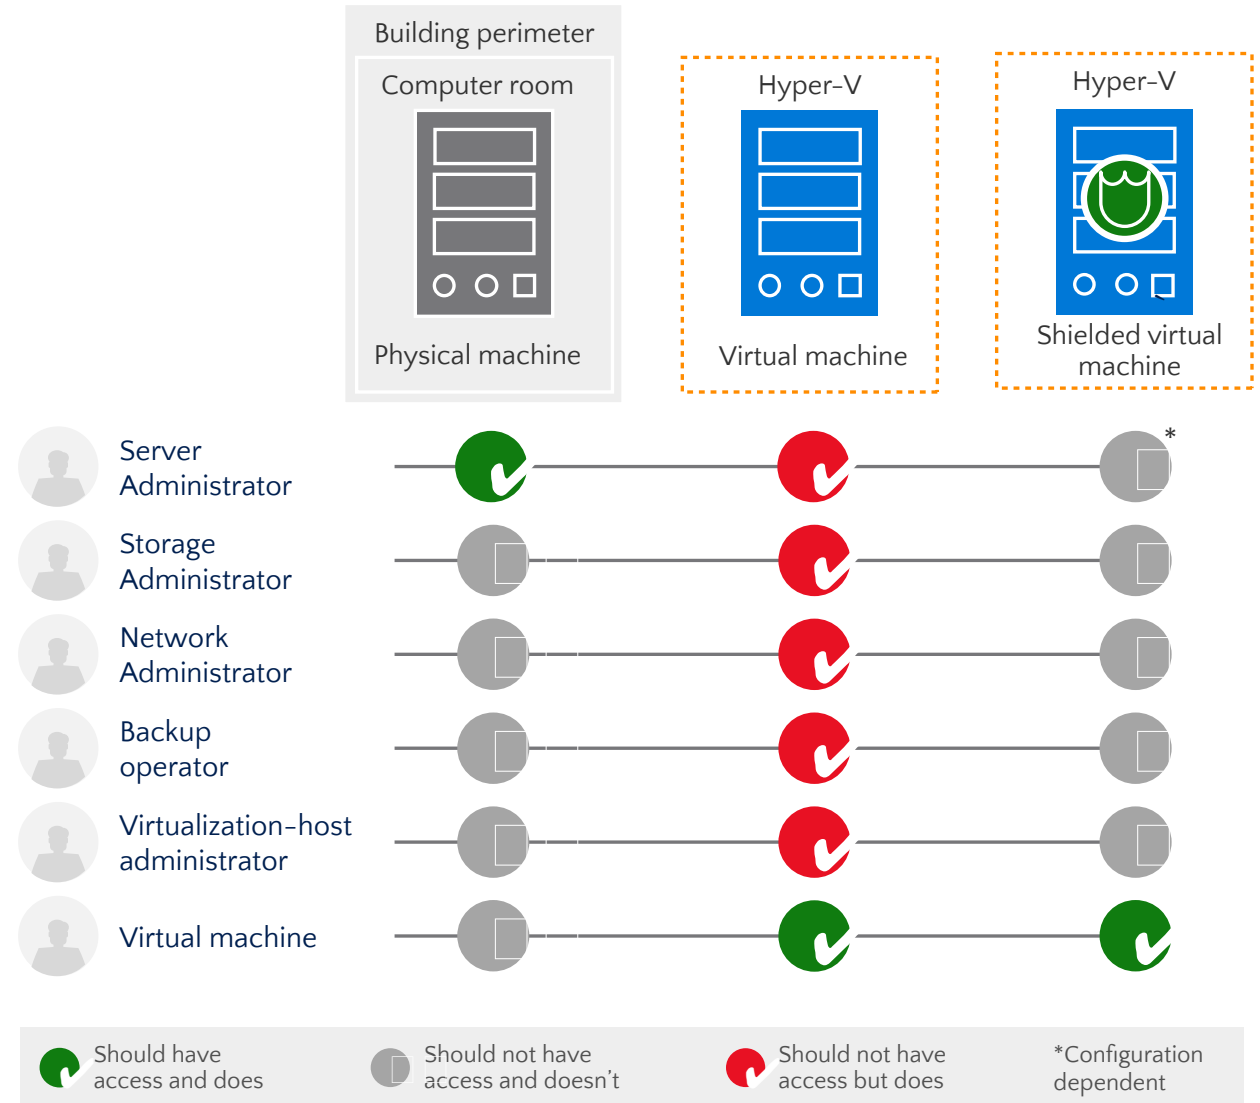 Building perimeter
Computer room
Hyper-V
Hyper-V
Physical machine
Virtual machine
Shielded virtual
machine
Server
Administrator
*
Storage
Administrator
Network
Administrator
Backup
operator
Virtualization-host
administrator
Virtual machine
Should have
access and does
Should not have
access and doesn't
Should not have
access but does
*Configuration
dependent